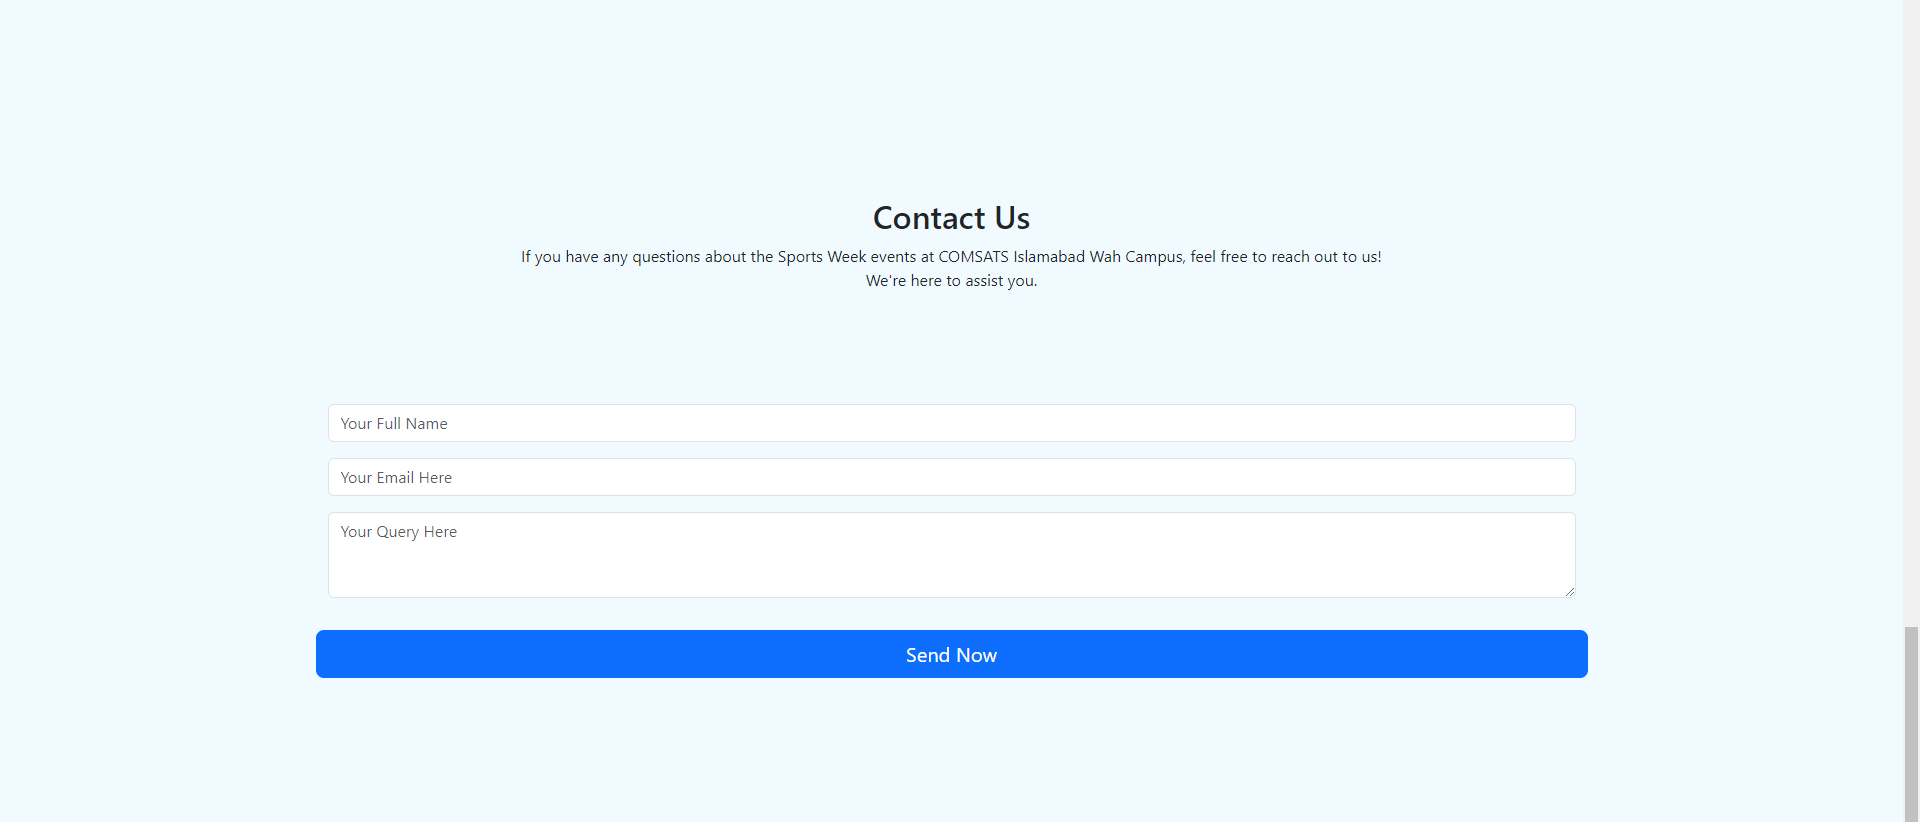 Contact Us
If you have any questions about the Sports Week events at COMSATS Islamabad Wah Campus, feel free to reach out to us!
We're here to assist you.
Your Full Name
Your Email Here
Your Query Here
Send Now